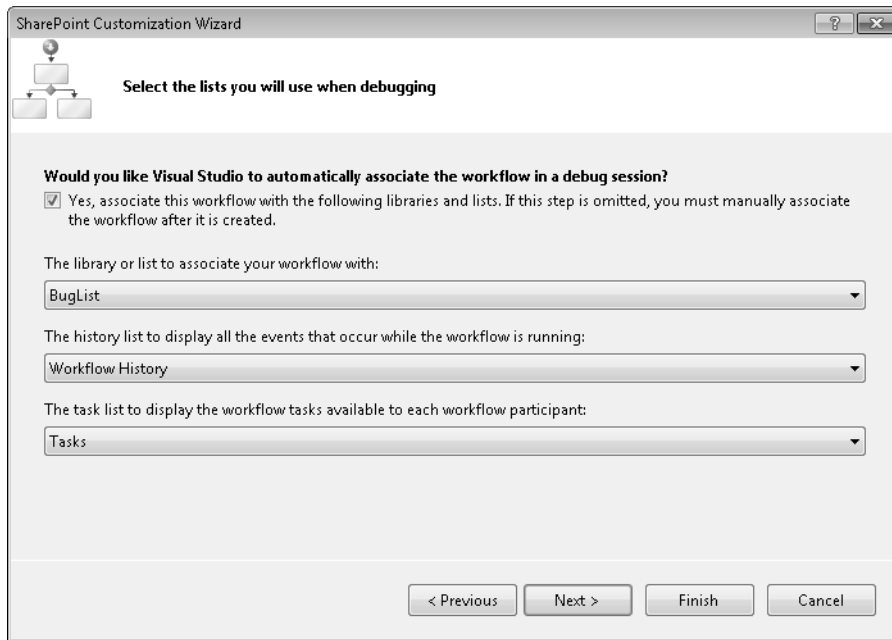 SharePoint Customization Wizard
Select the lists you will use when debugging
Would you like Visual Studio to automatically associate the workflow in a debug session?
Yes, associate this workflow with the following libraries and lists. If this step is omitted, you must manually associate
the workflow after it is created.
The library or list to associate your workflow with:
BugList
The history list to display all the events that occur while the workflow is running:
Workflow History
The task list to display the workflow tasks available to each workflow participant:
Tasks
< Previous Next > Finish Cancel